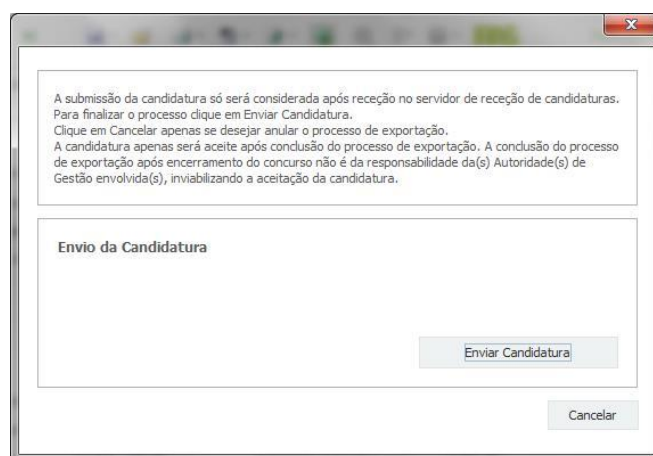 A submissão da candidatura só será considerada após receção no servidor de receção de candidaturas.
Para finalizar o processo clique em Enviar Candidatura.
Clique em Cancelar apenas se desejar anular o processo de exportação.
A candidatura apenas será aceite após conclusão do processo de exportação. A conclusão do processo
de exportação após encerramento do concurso não é da responsabilidade da(s) Autoridade(s) de
Gestão envolvida(s), inviabilizando a aceitação da candidatura.
Envio da Candidatura
Enviar Candidatura
Cancelar